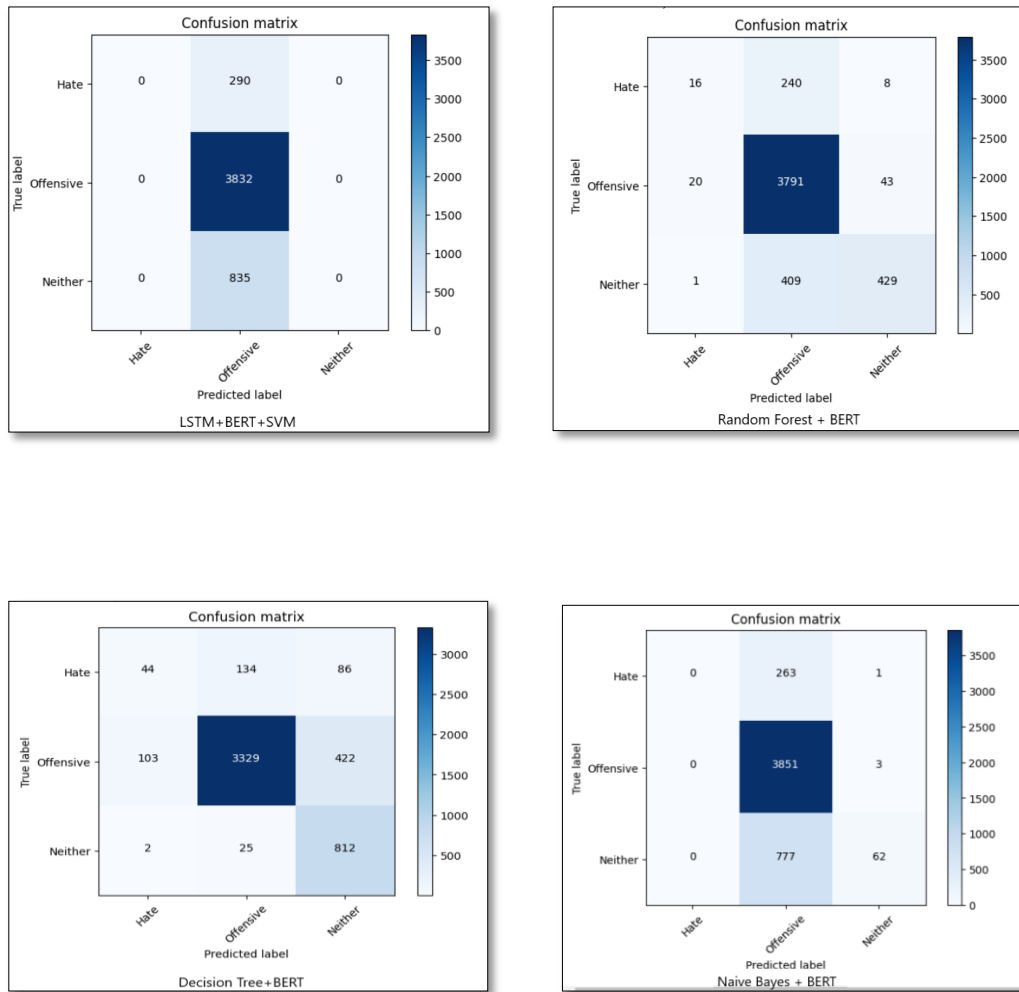 Confusion matrix
Hate
0 290 0
Offensive
0 3832 0
Neither
0 835 0
3500
3000
2500
2000
1500
1000
500
0
True label
Hate Offensive Neither
Predicted label
LSTM+BERT+SVM
Confusion matrix
Hate
16 240 8
Offensive
20 3791 43
Neither
1 409 429
3500
3000
2500
2000
1500
1000
500
True label
Hate Offensive Neither
Predicted label
Random Forest + BERT
Confusion matrix
Hate
44 134 86
Offensive
103 3329 422
Neither
2 25 812
3000
2500
2000
1500
1000
500
True label
Hate Offensive Neither
Predicted label
Decision Tree+BERT
Confusion matrix
Hate
0 263 1
Offensive
0 3851 3
Neither
0 777 62
3500
3000
2500
2000
1500
1000
500
0
True label
Hate Offensive Neither
Predicted label
Naive Bayes + BERT